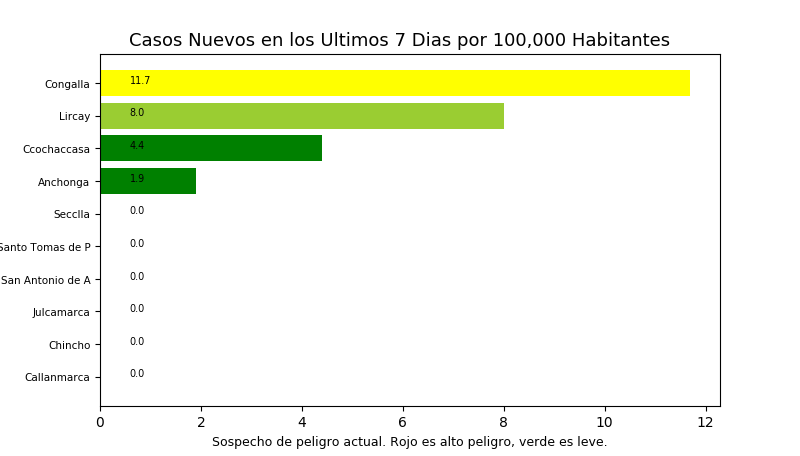 Casos Nuevos en los Ultimos 7 Dias por 100,000 Habitantes
Congalla 11.7
Lircay 8.0
Ccochaccasa 4.4
Anchonga 1.9
Secclla 0.0
Santo Tomas de P 0.0
San Antonio de A 0.0
Julcamarca 0.0
Chincho 0.0
Callanmarca 0.0
0 2 4 6 8 10 12
Sospecho de peligro actual. Rojo es alto peligro, verde es leve.